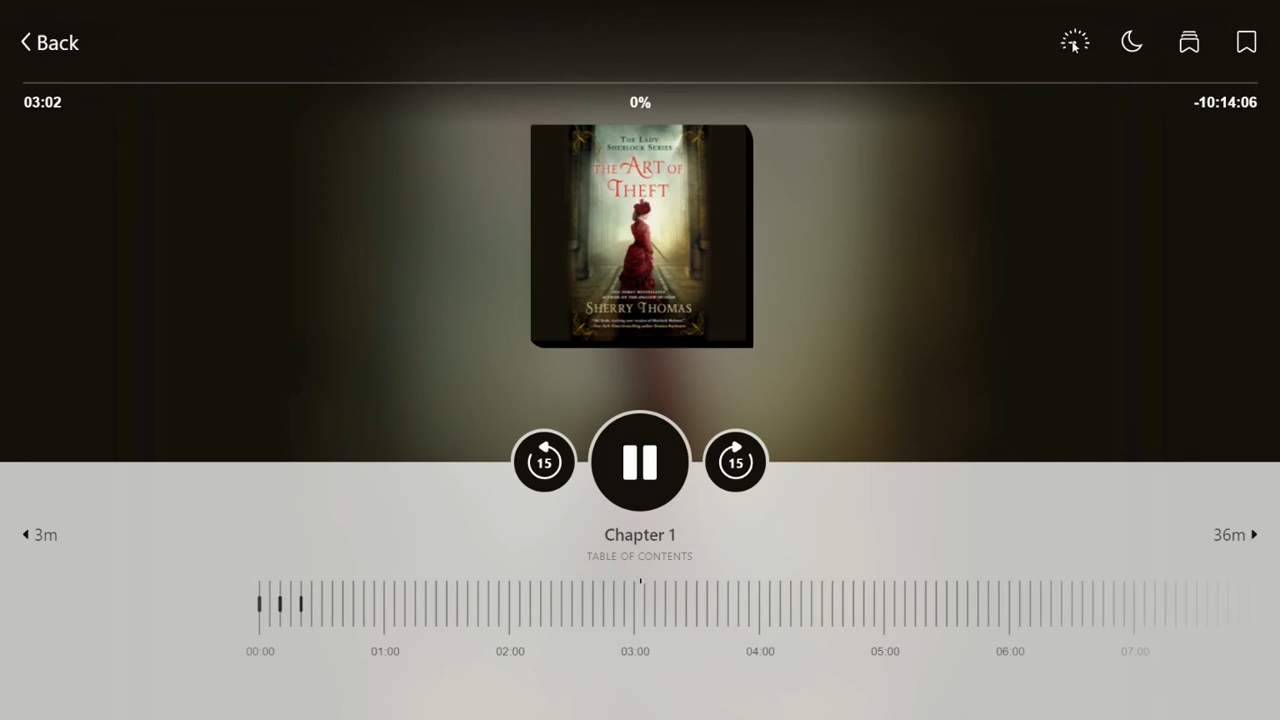 Back
03:02
0%
-10:14:06
THE LADY
SHERLOCK SERIES
THE ART OF
THEFT
SHERRY THOMAS
15
15
3m
Chapter 1
36m
TABLE OF CONTENTS
00:00
01:00
02:00
03:00
04:00
05:00
06:00
07:00